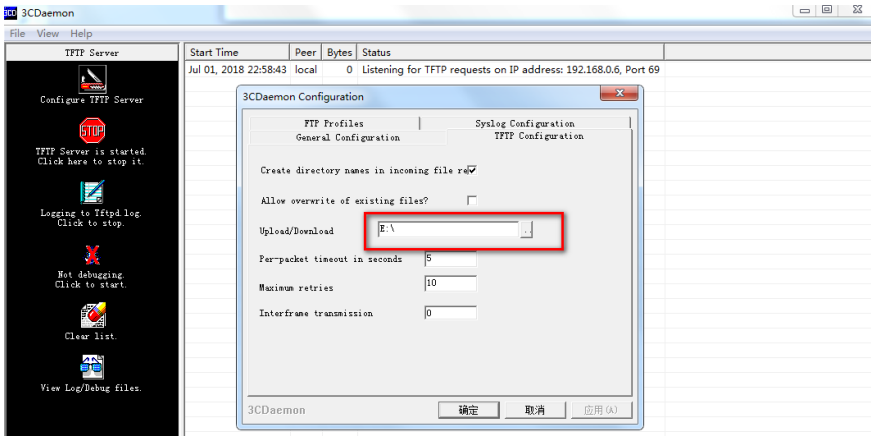 3CD 3CDaemon
File View Help
TFTP Server
Start Time Peer Bytes Status
Jul 01, 2018 22:58:43 local 0 Listening for TFTP requests on IP address: 192.168.0.6, Port 69
Configure TFTP Server
STOP
TFTP Server is started.
Click here to stop it.
Logging to Tftpd.log.
Click to stop.
Not debugging.
Click to start.
Clear list.
View Log/Debug files.
3CDaemon Configuration
FTP Profiles Syslog Configuration
General Configuration TFTP Configuration
Create directory names in incoming file re
Allow overwrite of existing files?
Upload/Download E:\ ..
Per-packet timeout in seconds 5
Maximum retries 10
Interframe transmission 0
3CDaemon 确定 取消 应用(A)